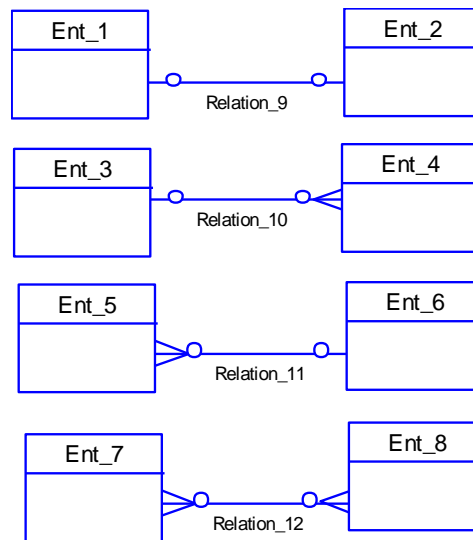 Ent_1
Ent_2
Relation_9
Ent_3
Ent_4
Relation_10
Ent_5
Ent_6
Relation_11
Ent_7
Ent_8
Relation_12